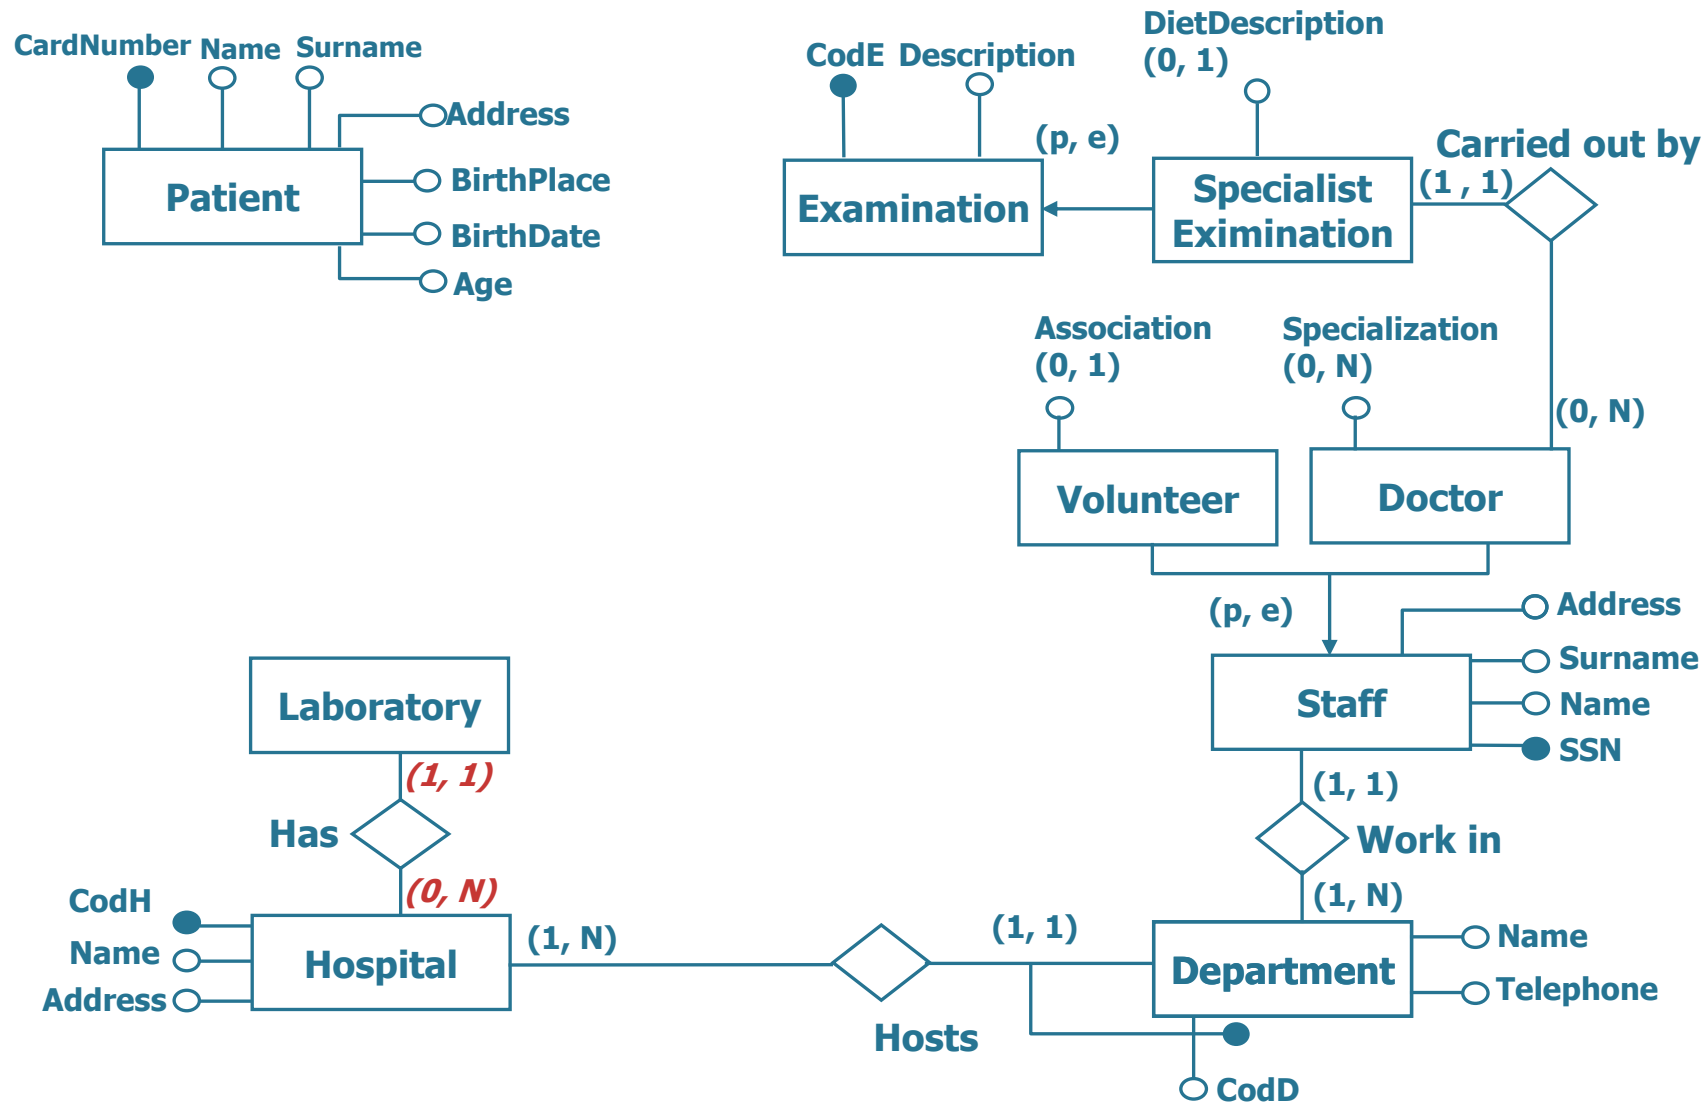 CardNumber
Name
Surname
Address
Patient
BirthPlace
BirthDate
Age
CodE
Description
DietDescription
(0, 1)
(p, e)
Examination
Specialist
Eximination
Carried out by
(1 , 1)
Association
(0, 1)
Specialization
(0, N)
(0, N)
Volunteer
Doctor
(p, e)
Address
Surname
Name
SSN
Staff
Laboratory
(1, 1)
Has
(0, N)
(1, 1)
Work in
(1, N)
CodH
Name
Address
Hospital
(1, N)
Hosts
(1, 1)
Department
Name
Telephone
CodD